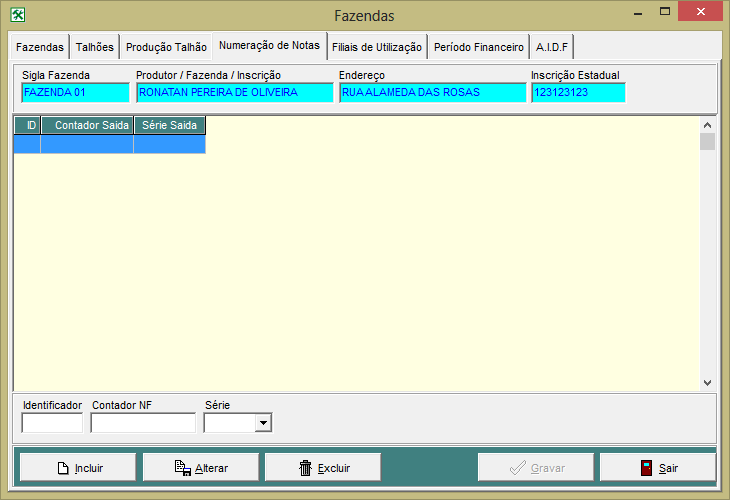 Fazendas
Fazendas Talhões Produção Talhão Numeração de Notas Filiais de Utilização Período Financeiro A.I.D.F
Sigla Fazenda Produtor / Fazenda / Inscrição Endereço Inscrição Estadual
FAZENDA 01 RONATAN PEREIRA DE OLIVEIRA RUA ALAMEDA DAS ROSAS 123123123
ID Contador Saida Série Saida
Identificador Contador NF Série
Incluir Alterar Excluir Gravar Sair